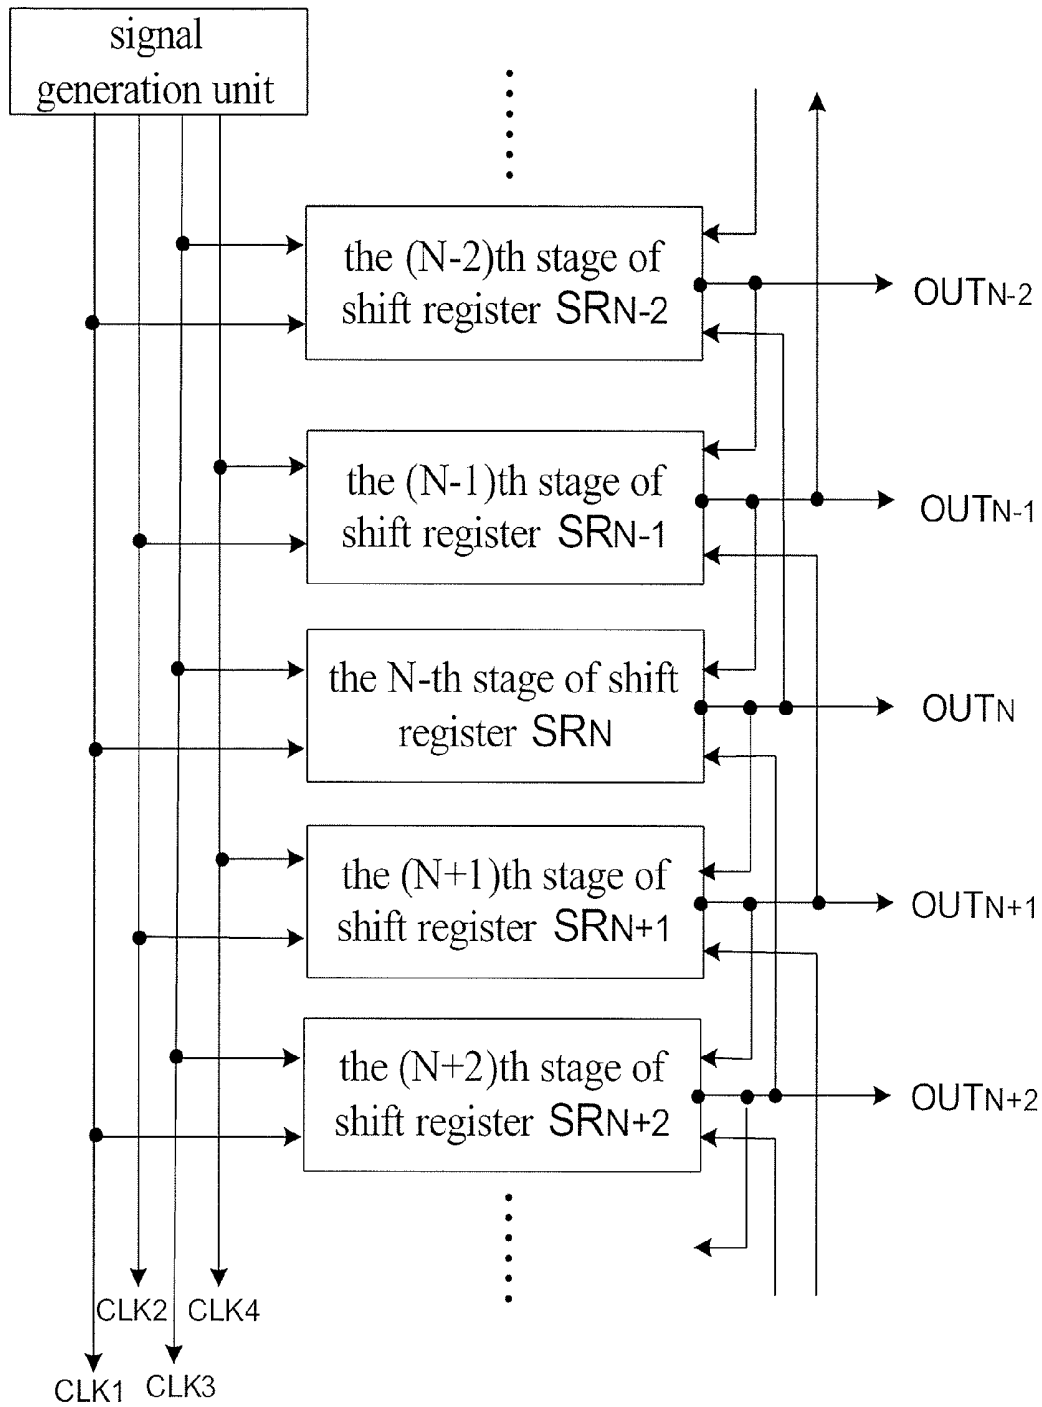 signal
generation unit
the (N-2)th stage of
shift register SRN-2
OUTN-2
the (N-1)th stage of
shift register SRN-1
OUTN-1
the N-th stage of shift
register SRN
OUTN
the (N+1)th stage of
shift register SRN+1
OUTN+1
the (N+2)th stage of
shift register SRN+2
OUTN+2
CLK2
CLK4
CLK1
CLK3